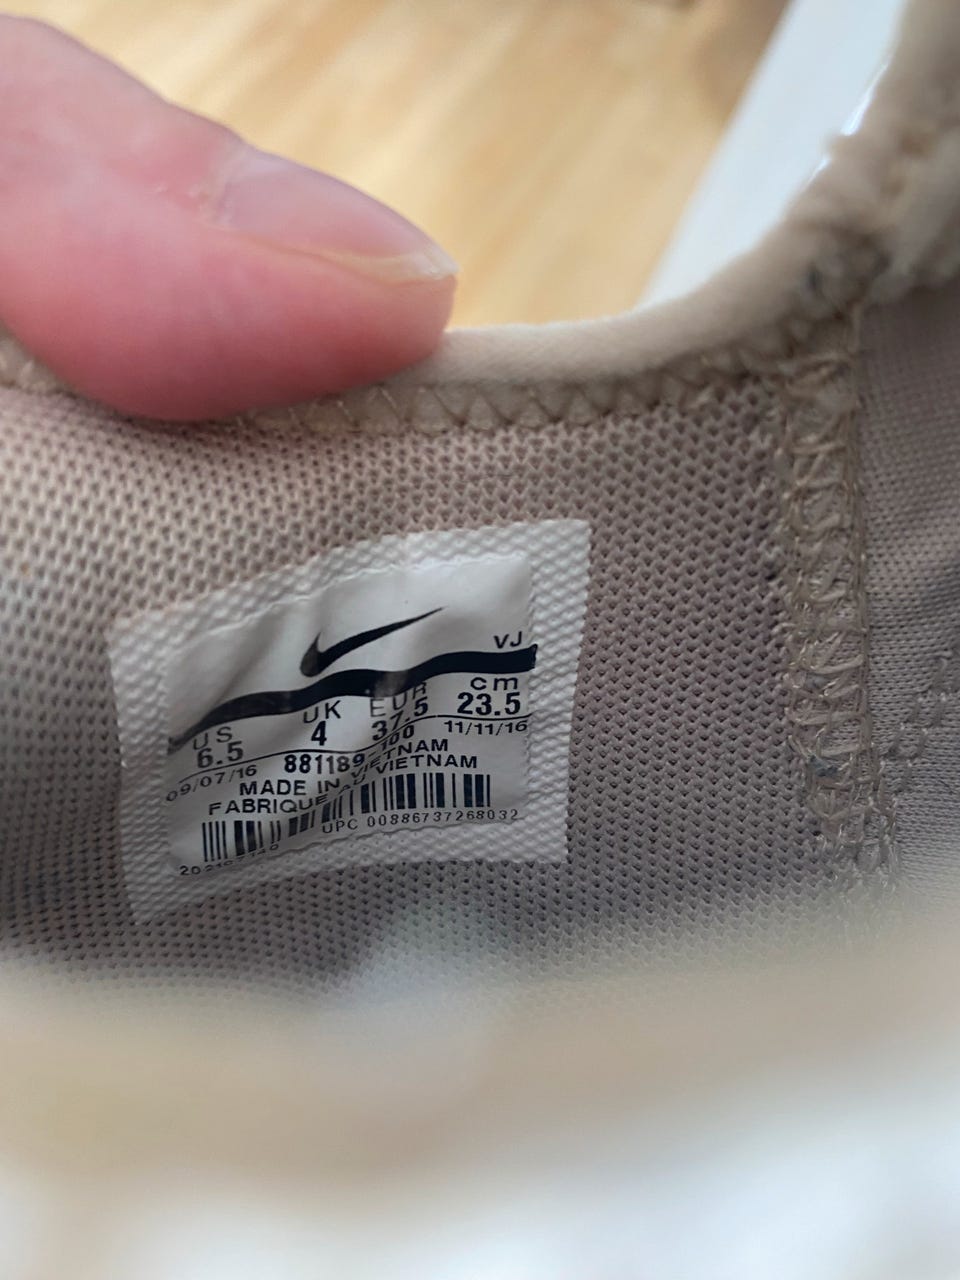 VJ
US UK EUR cm
6.5 4 37.5 23.5
09/07/16 11/11/16
881189-100
MADE IN VIETNAM
FABRIQUE AU VIETNAM
UPC 00886737268032